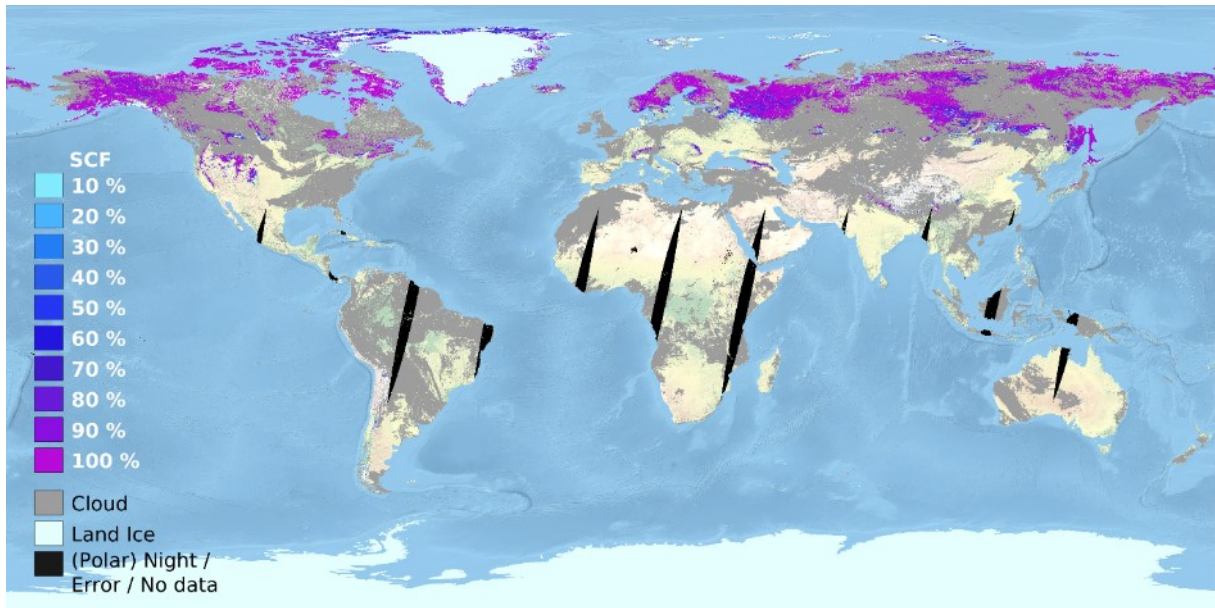 SCF
10 %
20 %
30 %
40 %
50 %
60 %
70 %
80 %
90 %
100 %
Cloud
Land Ice
(Polar) Night /
Error / No data